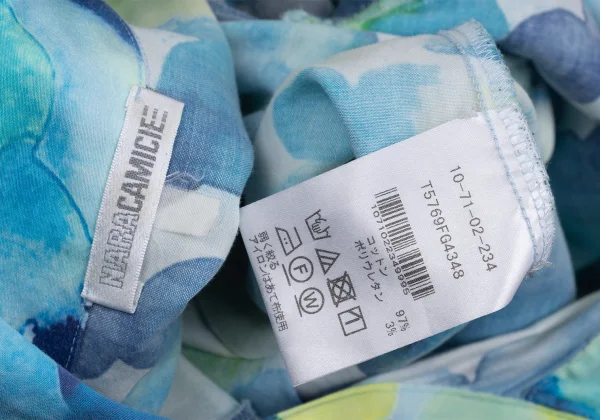 NARACAMICIE
10-71-02-234
T5769FG4348
1071022349995
コットン 97%
ポリウレタン 3%
F
W
弱く絞る
アイロンはあて布使用